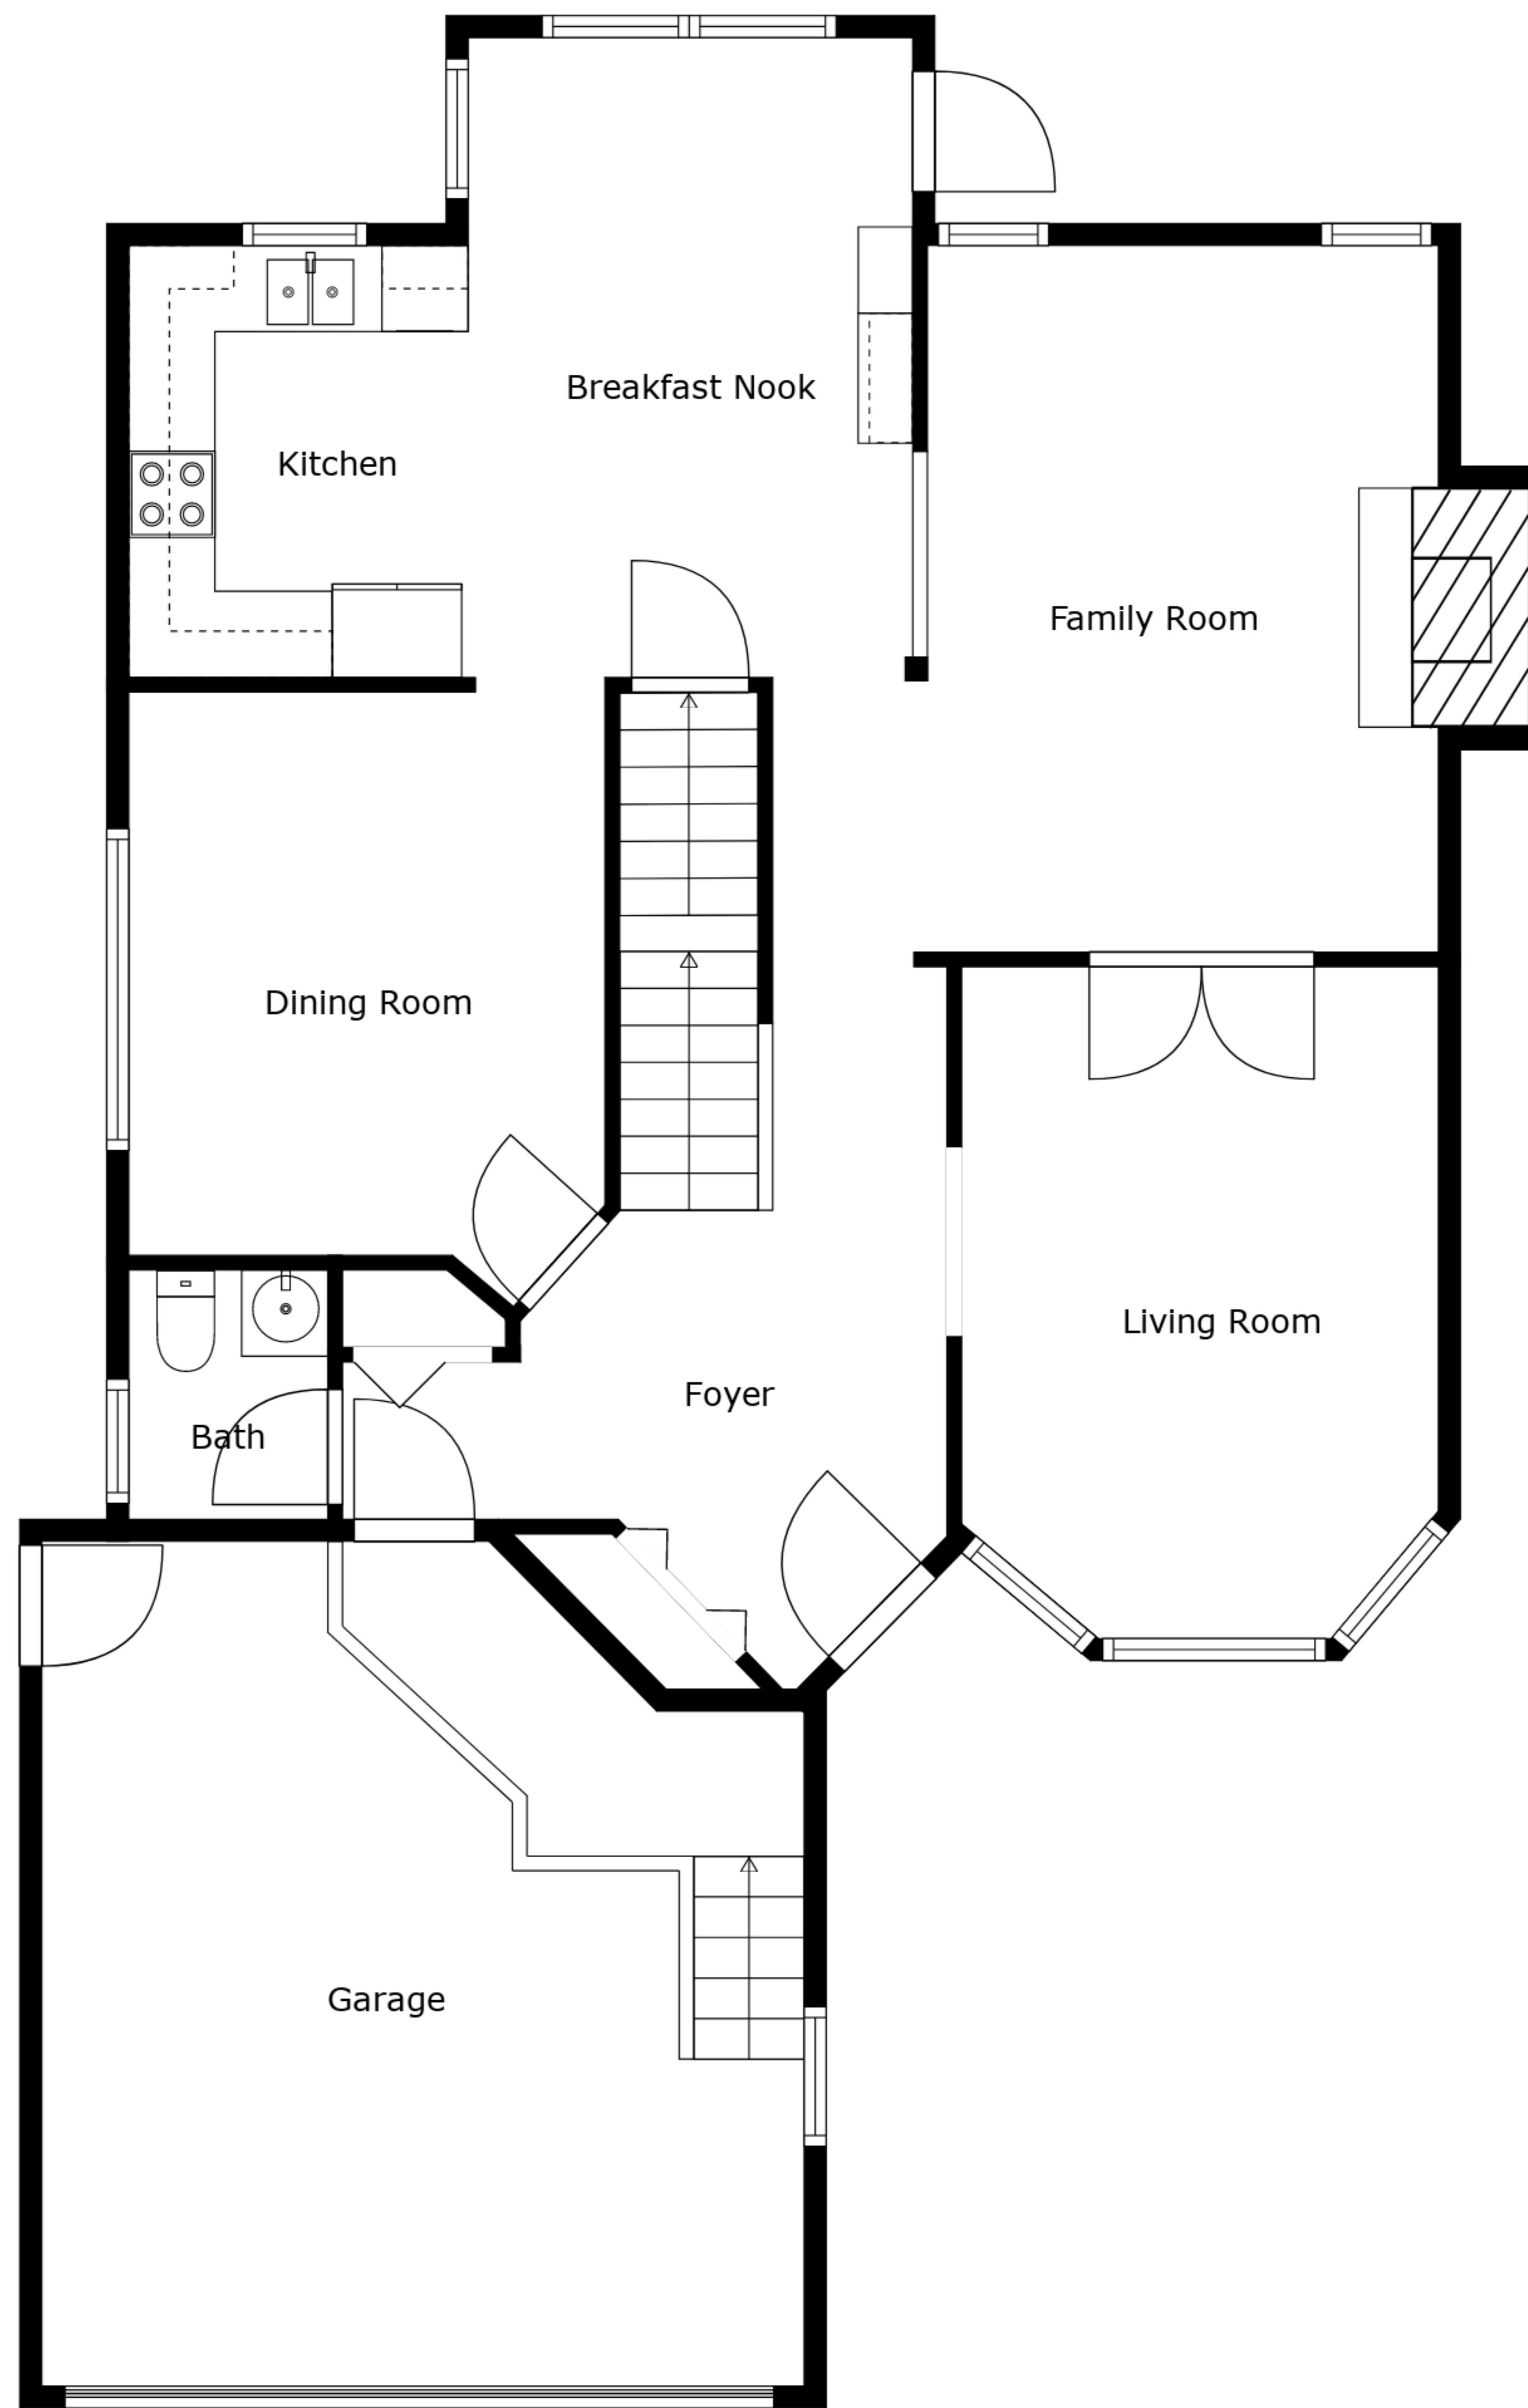 Breakfast Nook
Kitchen
Family Room
Dining Room
Living Room
Foyer
Bath
Garage